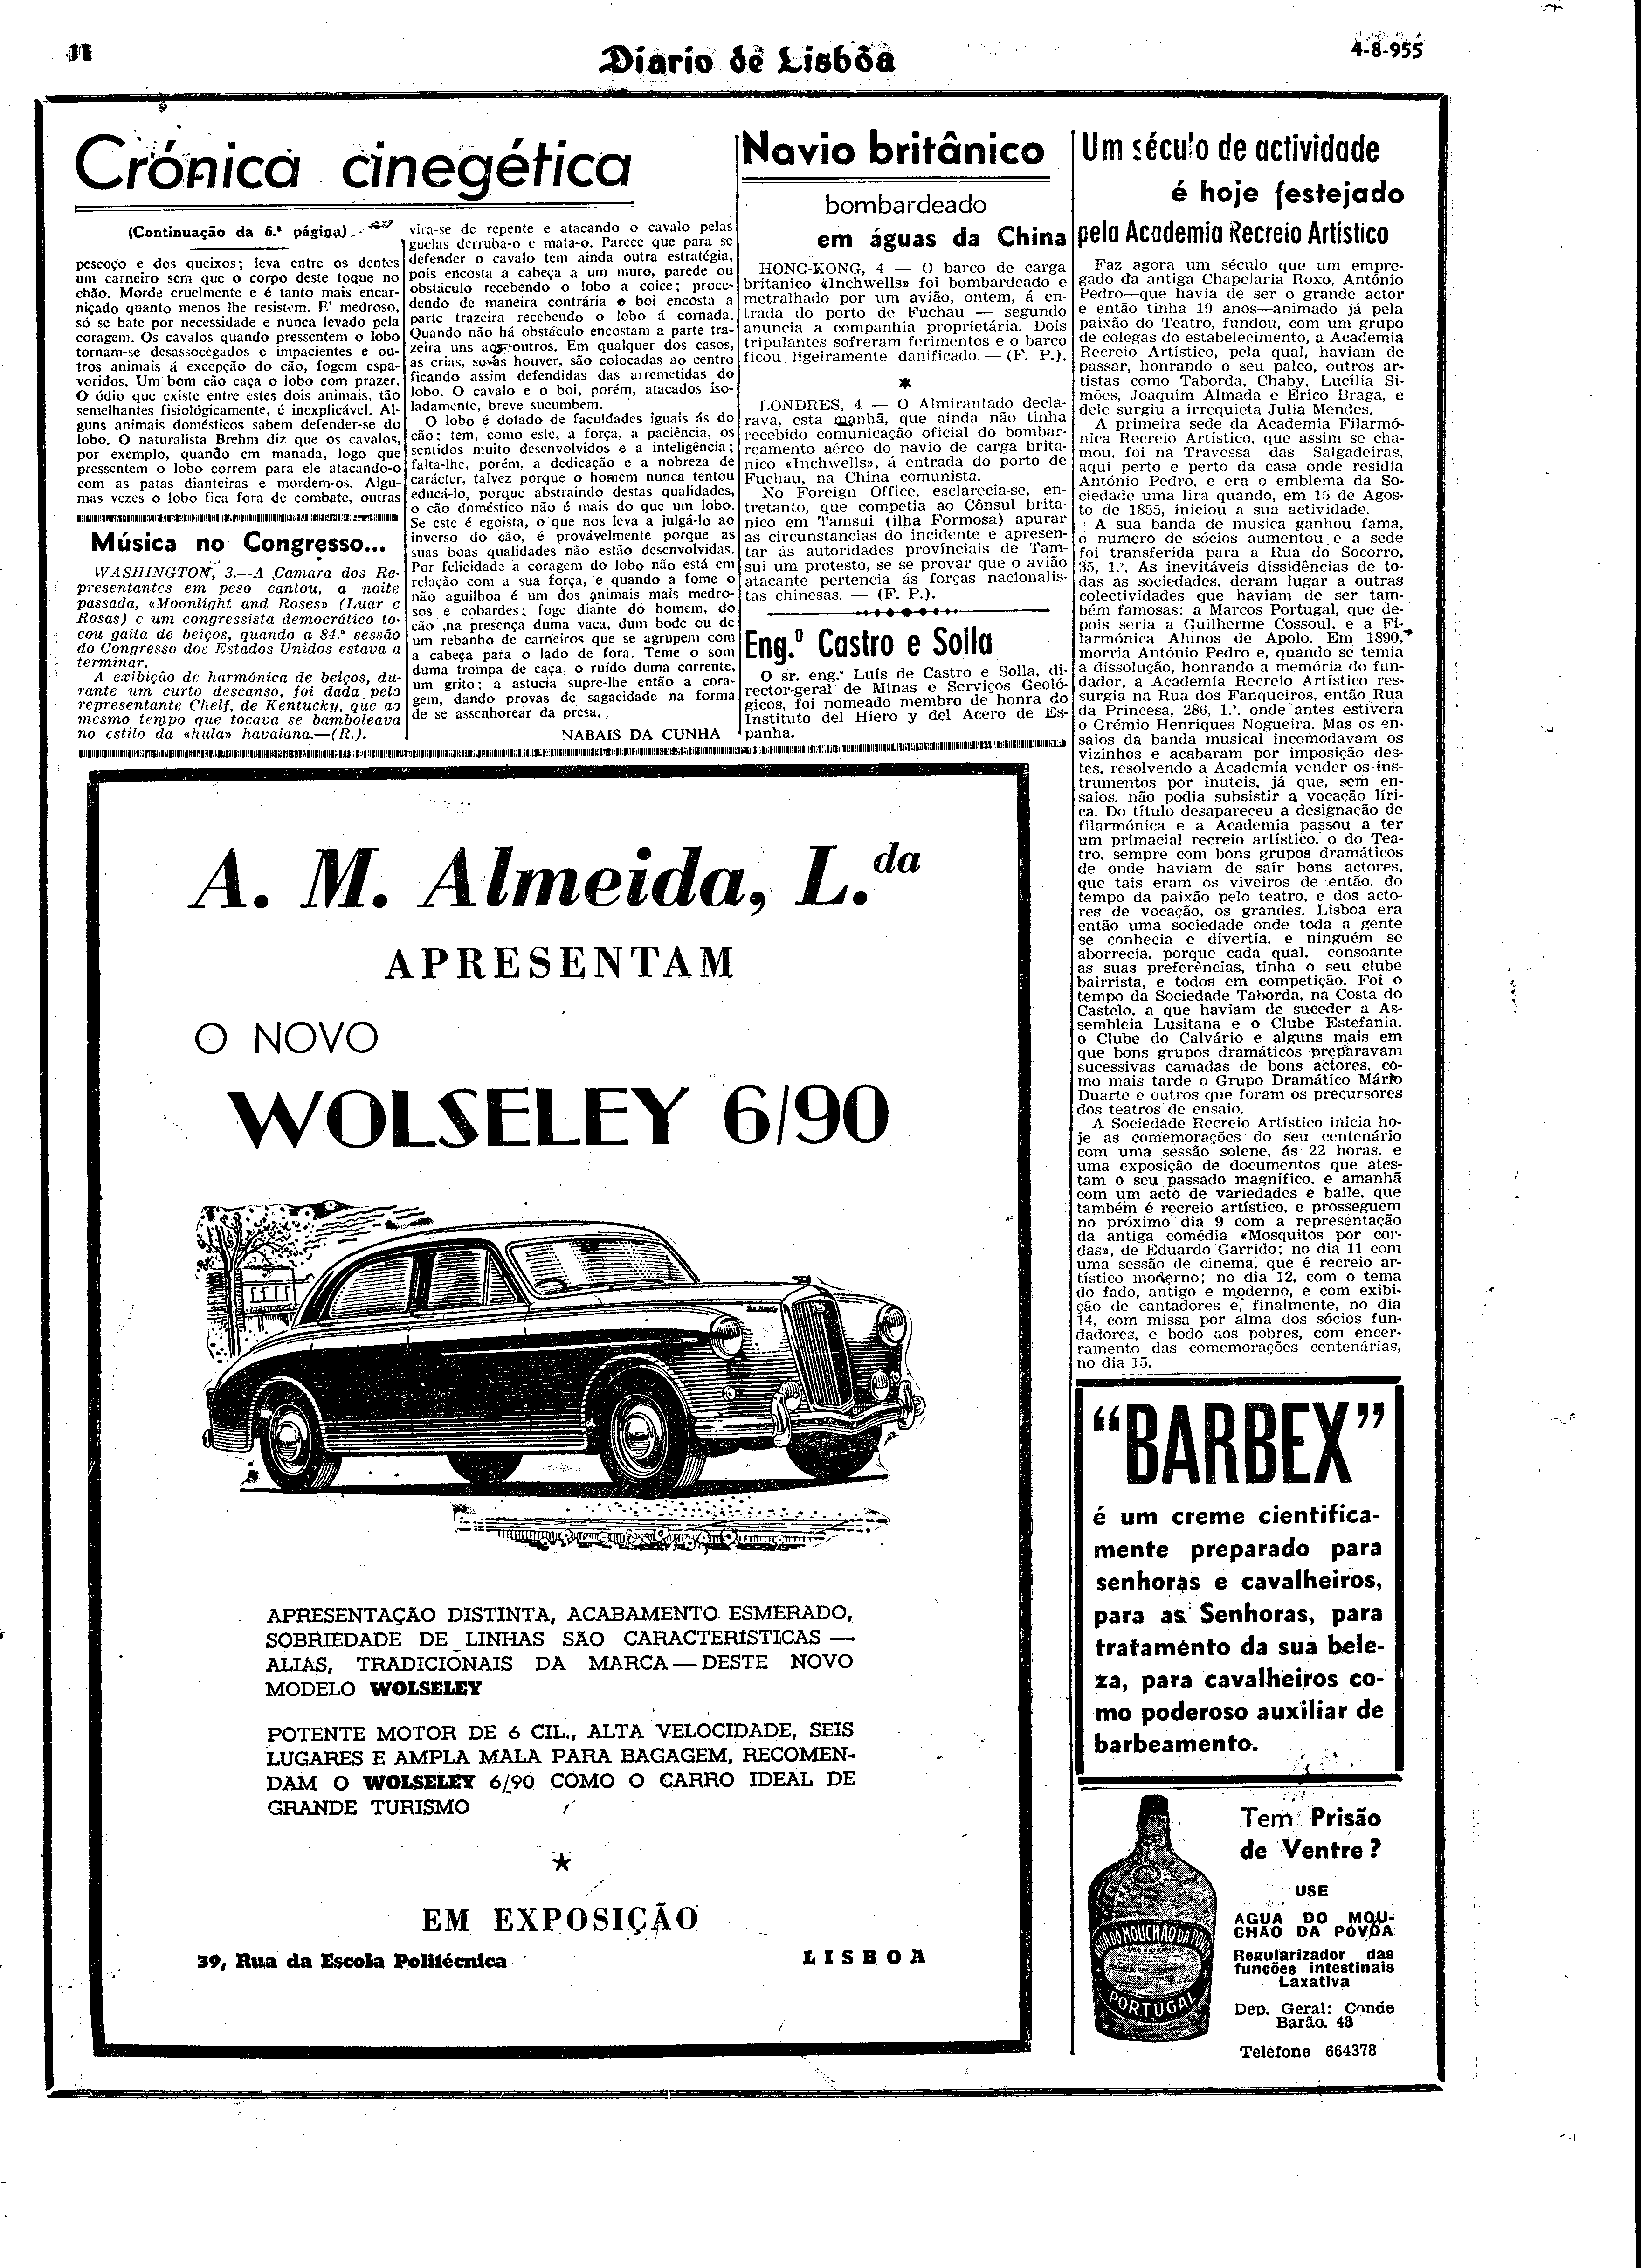 11
Diario de Lisbôa
4-8-955
Crónica cinegética
(Continuação da 6.ª página)
pescoço e dos queixos; leva entre os dentes
um carneiro sem que o corpo deste toque no
chão. Morde cruelmente e é tanto mais encar-
niçado quanto menos lhe resistem. E' medroso,
só se bate por necessidade e nunca levado pela
coragem. Os cavalos quando pressentem o lobo
tornam-se desassocegados e impacientes e ou-
tros animais á excepção do cão, fogem espa-
voridos. Um bom cão caça o lobo com prazer.
O ódio que existe entre estes dois animais, tão
semelhantes fisiológicamente, é inexplicável. Al-
guns animais domésticos sabem defender-se do
lobo. O naturalista Brehm diz que os cavalos,
por exemplo, quando em manada, logo que
pressentem o lobo correm para ele atacando-o
com as patas dianteiras e mordem-os. Algu-
mas vezes o lobo fica fora de combate, outras
vira-se de repente e atacando o cavalo pelas
guelas derruba-o e mata-o. Parece que para se
defender o cavalo tem ainda outra estratégia,
pois encosta a cabeça a um muro, parede ou
obstáculo recebendo o lobo a coice; proce-
dendo de maneira contrária o boi encosta a
parte trazeira recebendo o lobo á cornada.
Quando não há obstáculo encostam a parte tra-
zeira uns aos outros. Em qualquer dos casos,
as crias, se as houver, são colocadas ao centro
ficando assim defendidas das arremetidas do
lobo. O cavalo e o boi, porém, atacados iso-
ladamente, breve sucumbem.
O lobo é dotado de faculdades iguais ás do
cão; tem, como este, a força, a paciência, os
sentidos muito desenvolvidos e a inteligência;
falta-lhe, porém, a dedicação e a nobreza de
carácter, talvez porque o homem nunca tentou
educá-lo, porque abstraindo destas qualidades,
o cão doméstico não é mais do que um lobo.
Se este é egoista, o que nos leva a julgá-lo ao
inverso do cão, é provávelmente porque as
suas boas qualidades não estão desenvolvidas.
Por felicidade a coragem do lobo não está em
relação com a sua força, e quando a fome o
não aguilhoa é um dos animais mais medro-
sos e cobardes; foge diante do homem, do
cão ,na presença duma vaca, dum bode ou de
um rebanho de carneiros que se agrupem com
a cabeça para o lado de fora. Teme o som
duma trompa de caça, o ruído duma corrente,
um grito; a astucia supre-lhe então a cora-
gem, dando provas de sagacidade na forma
de se assenhorear da presa.
NABAIS DA CUNHA
Música no Congresso...
WASHINGTON, 3.—A Camara dos Re-
presentantes em peso cantou, a noite
passada, «Moonlight and Roses» (Luar e
Rosas) e um congressista democrático to-
cou gaita de beiços, quando a 84.ª sessão
do Congresso dos Estados Unidos estava a
terminar.
A exibição de harmónica de beiços, du-
rante um curto descanso, foi dada pelo
representante Chelf, de Kentucky, que ao
mesmo tempo que tocava se bamboleava
no estilo da «hula» havaiana.—(R.).
Navio britânico
bombardeado
em águas da China
HONG-KONG, 4 — O barco de carga
britanico «Inchwells» foi bombardeado e
metralhado por um avião, ontem, á en-
trada do porto de Fuchau — segundo
anuncia a companhia proprietária. Dois
tripulantes sofreram ferimentos e o barco
ficou ligeiramente danificado. — (F. P.).
*
LONDRES, 4 — O Almirantado decla-
rava, esta manhã, que ainda não tinha
recebido comunicação oficial do bombar-
reamento aéreo do navio de carga brita-
nico «Inchwells», á entrada do porto de
Fuchau, na China comunista.
No Foreign Office, esclarecia-se, en-
tretanto, que competia ao Cônsul brita-
nico em Tamsui (ilha Formosa) apurar
as circunstancias do incidente e apresen-
tar ás autoridades províncíais de Tam-
sui um protesto, se se provar que o avião
atacante pertencia ás forças nacionalis-
tas chinesas. — (F. P.).
Eng.º Castro e Solla
O sr. eng.º Luís de Castro e Solla, di-
rector-geral de Minas e Serviços Geoló-
gicos, foi nomeado membro de honra do
Instituto del Hiero y del Acero de Es-
panha.
Um século de actividade
é hoje festejado
pela Academia Recreio Artístico
Faz agora um século que um empre-
gado da antiga Chapelaria Roxo, António
Pedro—que havia de ser o grande actor
e então tinha 19 anos—animado já pela
paixão do Teatro, fundou, com um grupo
de colegas do estabelecimento, a Academia
Recreio Artístico, pela qual, haviam de
passar, honrando o seu palco, outros ar-
tistas como Taborda, Chaby, Lucília Si-
mões, Joaquim Almada e Erico Braga, e
dele surgiu a irrequieta Julia Mendes.
A primeira sede da Academia Filarmó-
nica Recreio Artístico, que assim se cha-
mou, foi na Travessa das Salgadeiras,
aqui perto e perto da casa onde residia
António Pedro, e era o emblema da So-
ciedade uma lira quando, em 15 de Agos-
to de 1855, iniciou a sua actividade.
A sua banda de musica ganhou fama,
o numero de sócios aumentou e a sede
foi transferida para a Rua do Socorro,
35, 1.º. As inevitáveis dissidências de to-
das as sociedades, deram lugar a outras
colectividades que haviam de ser tam-
bém famosas: a Marcos Portugal, que de-
pois seria a Guilherme Cossoul, e a Fi-
larmónica Alunos de Apolo. Em 1890,
morria António Pedro e, quando se temia
a dissolução, honrando a memória do fun-
dador, a Academia Recreio Artístico res-
surgia na Rua dos Fanqueiros, então Rua
da Princesa, 286, 1.º, onde antes estivera
o Grémio Henriques Nogueira. Mas os en-
saios da banda musical incomodavam os
vizinhos e acabaram por imposição des-
tes, resolvendo a Academia vender os ins-
trumentos por inuteis, já que, sem en-
saios, não podia subsistir a vocação líri-
ca. Do título desapareceu a designação de
filarmónica e a Academia passou a ter
um primacial recreio artístico, o do Tea-
tro, sempre com bons grupos dramáticos
de onde haviam de sair bons actores,
que tais eram os viveiros de então, do
tempo da paixão pelo teatro, e dos acto-
res de vocação, os grandes. Lisboa era
então uma sociedade onde toda a gente
se conhecia e divertia, e ninguém se
aborrecia, porque cada qual, consoante
as suas preferências, tinha o seu clube
bairrista, e todos em competição. Foi o
tempo da Sociedade Taborda, na Costa do
Castelo, a que haviam de suceder a As-
sembleia Lusitana e o Clube Estefania,
o Clube do Calvário e alguns mais em
que bons grupos dramáticos preparavam
sucessivas camadas de bons actores, co-
mo mais tarde o Grupo Dramático Mário
Duarte e outros que foram os precursores
dos teatros de ensaio.
A Sociedade Recreio Artístico inicia ho-
je as comemorações do seu centenário
com uma sessão solene, ás 22 horas, e
uma exposição de documentos que ates-
tam o seu passado magnífico, e amanhã
com um acto de variedades e baile, que
também é recreio artístico, e prosseguem
no próximo dia 9 com a representação
da antiga comédia «Mosquitos por cor-
das», de Eduardo Garrido; no dia 11 com
uma sessão de cinema, que é recreio ar-
tístico moderno; no dia 12, com o tema
do fado, antigo e moderno, e com exibi-
ção de cantadores e, finalmente, no dia
14, com missa por alma dos sócios fun-
dadores, e bodo aos pobres, com encer-
ramento das comemorações centenárias,
no dia 15.
A. M. Almeida, L.da
APRESENTAM
O NOVO
WOLSELEY 6/90
APRESENTAÇÃO DISTINTA, ACABAMENTO ESMERADO,
SOBRIEDADE DE LINHAS SÃO CARACTERÍSTICAS —
ALIAS, TRADICIONAIS DA MARCA — DESTE NOVO
MODELO WOLSELEY
POTENTE MOTOR DE 6 CIL., ALTA VELOCIDADE, SEIS
LUGARES E AMPLA MALA PARA BAGAGEM, RECOMEN-
DAM O WOLSELEY 6/90 COMO O CARRO IDEAL DE
GRANDE TURISMO
EM EXPOSIÇÃO
39, Rua da Escola Politécnica
LISBOA
“BARBEX”
é um creme cientifica-
mente preparado para
senhoras e cavalheiros,
para as Senhoras, para
tratamento da sua bele-
za, para cavalheiros co-
mo poderoso auxiliar de
barbeamento.
Tem Prisão
de Ventre?
USE
AGUA DO MOU-
CHÃO DA PÓVOA
Regularizador das
funções intestinais
Laxativa
Dep. Geral: Conde
Barão, 48
Telefone 664378
AGUA DO MOUCHÃO DA POVOA
PORTUGAL